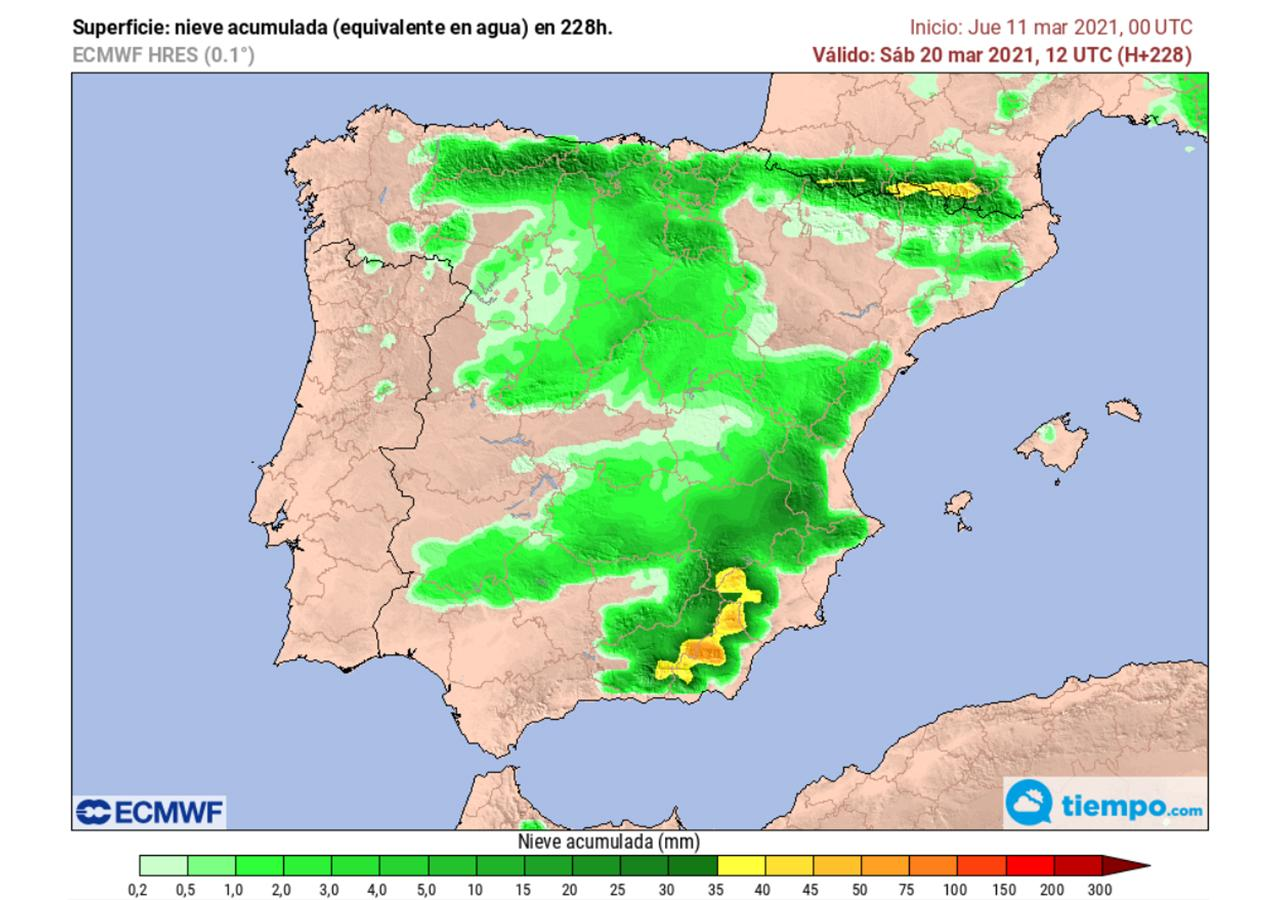 Superficie: nieve acumulada (equivalente en agua) en 228h.
Inicio: Jue 11 mar 2021, 00 UTC
ECMWF HRES (0.1°)
Válido: Sáb 20 mar 2021, 12 UTC (H+228)
ECMWF
tiempo.com
Nieve acumulada (mm)
0,2 0,5 1,0 2,0 3,0 4,0 5,0 10 15 20 25 30 35 40 45 50 75 100 150 200 300